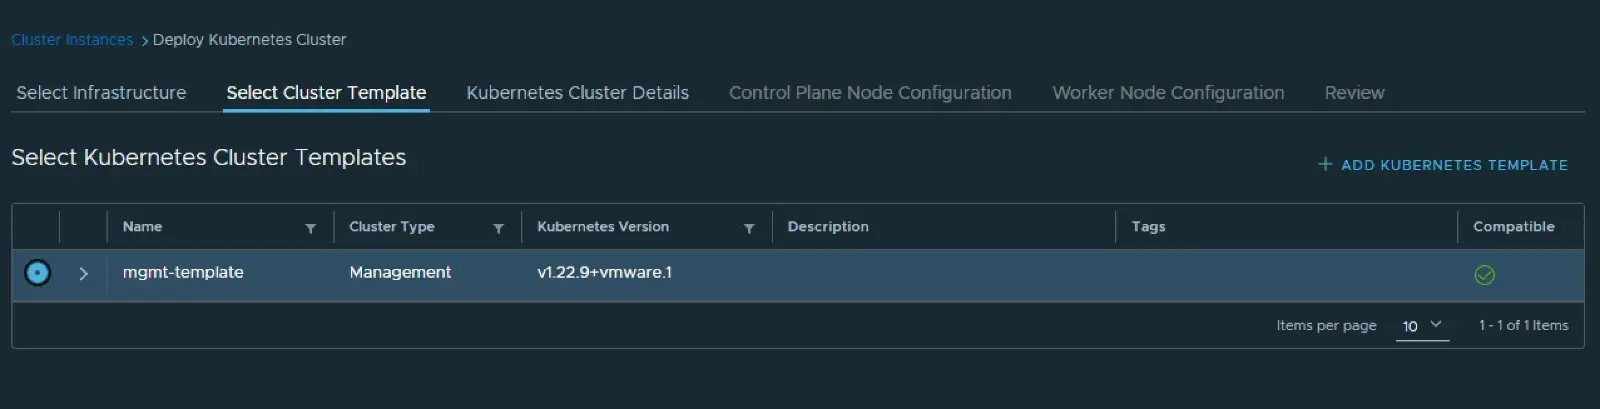 Cluster Instances > Deploy Kubernetes Cluster
Select Infrastructure Select Cluster Template Kubernetes Cluster Details Control Plane Node Configuration Worker Node Configuration Review
Select Kubernetes Cluster Templates
+ ADD KUBERNETES TEMPLATE
Name Cluster Type Kubernetes Version Description Tags Compatible
mgmt-template Management v1.22.9+vmware.1
Items per page 10 1 - 1 of 1 Items